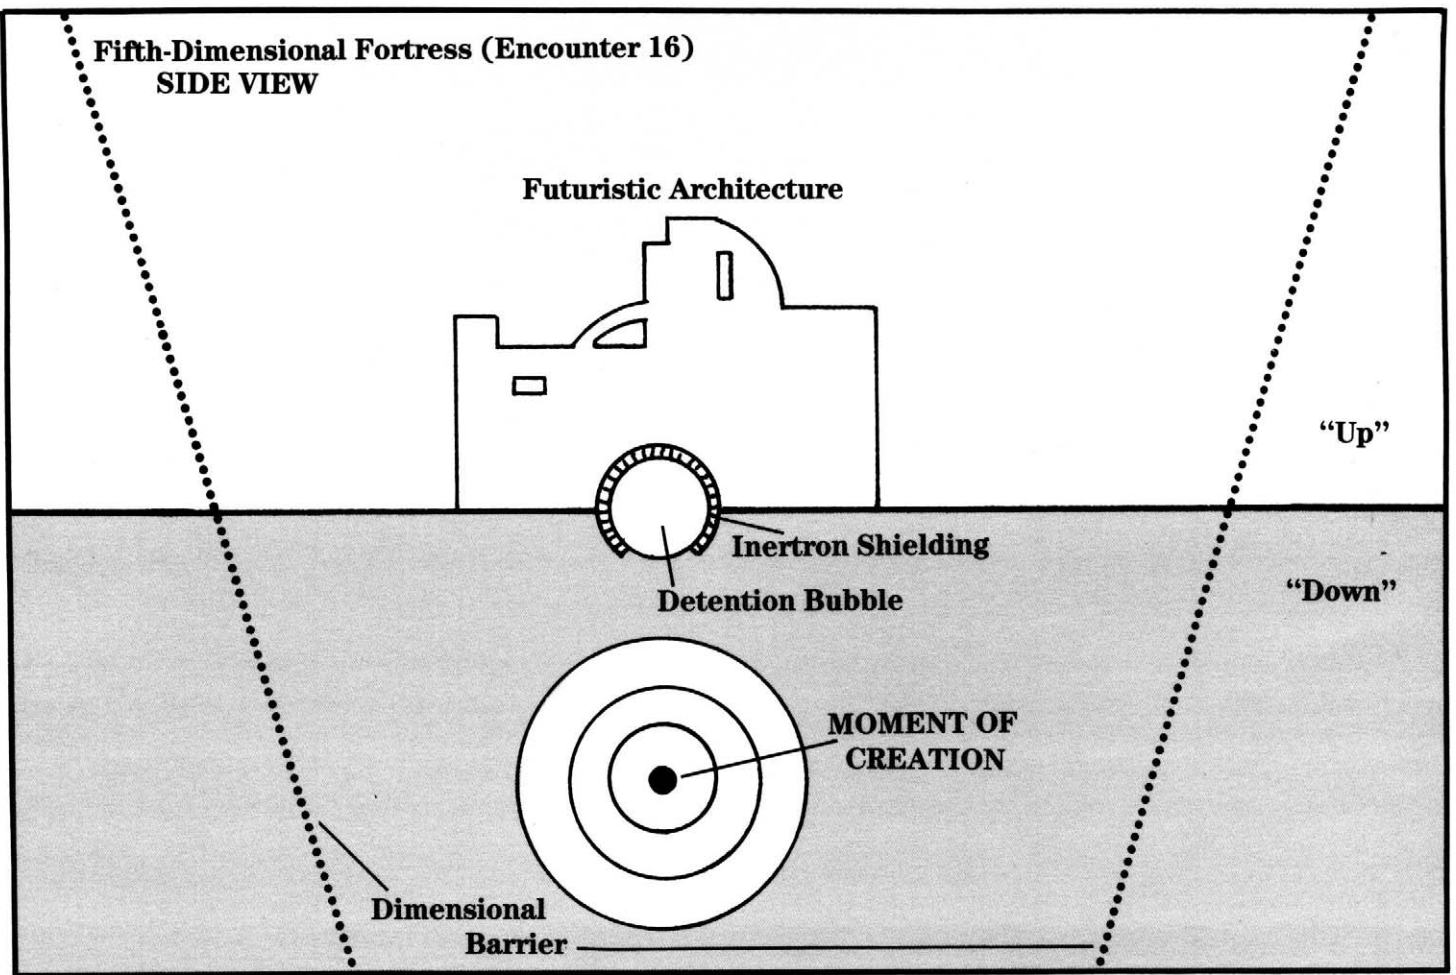 Fifth-Dimensional Fortress (Encounter 16)
SIDE VIEW
Futuristic Architecture
“Up”
Inertron Shielding
“Down”
Detention Bubble
MOMENT OF
CREATION
Dimensional
Barrier